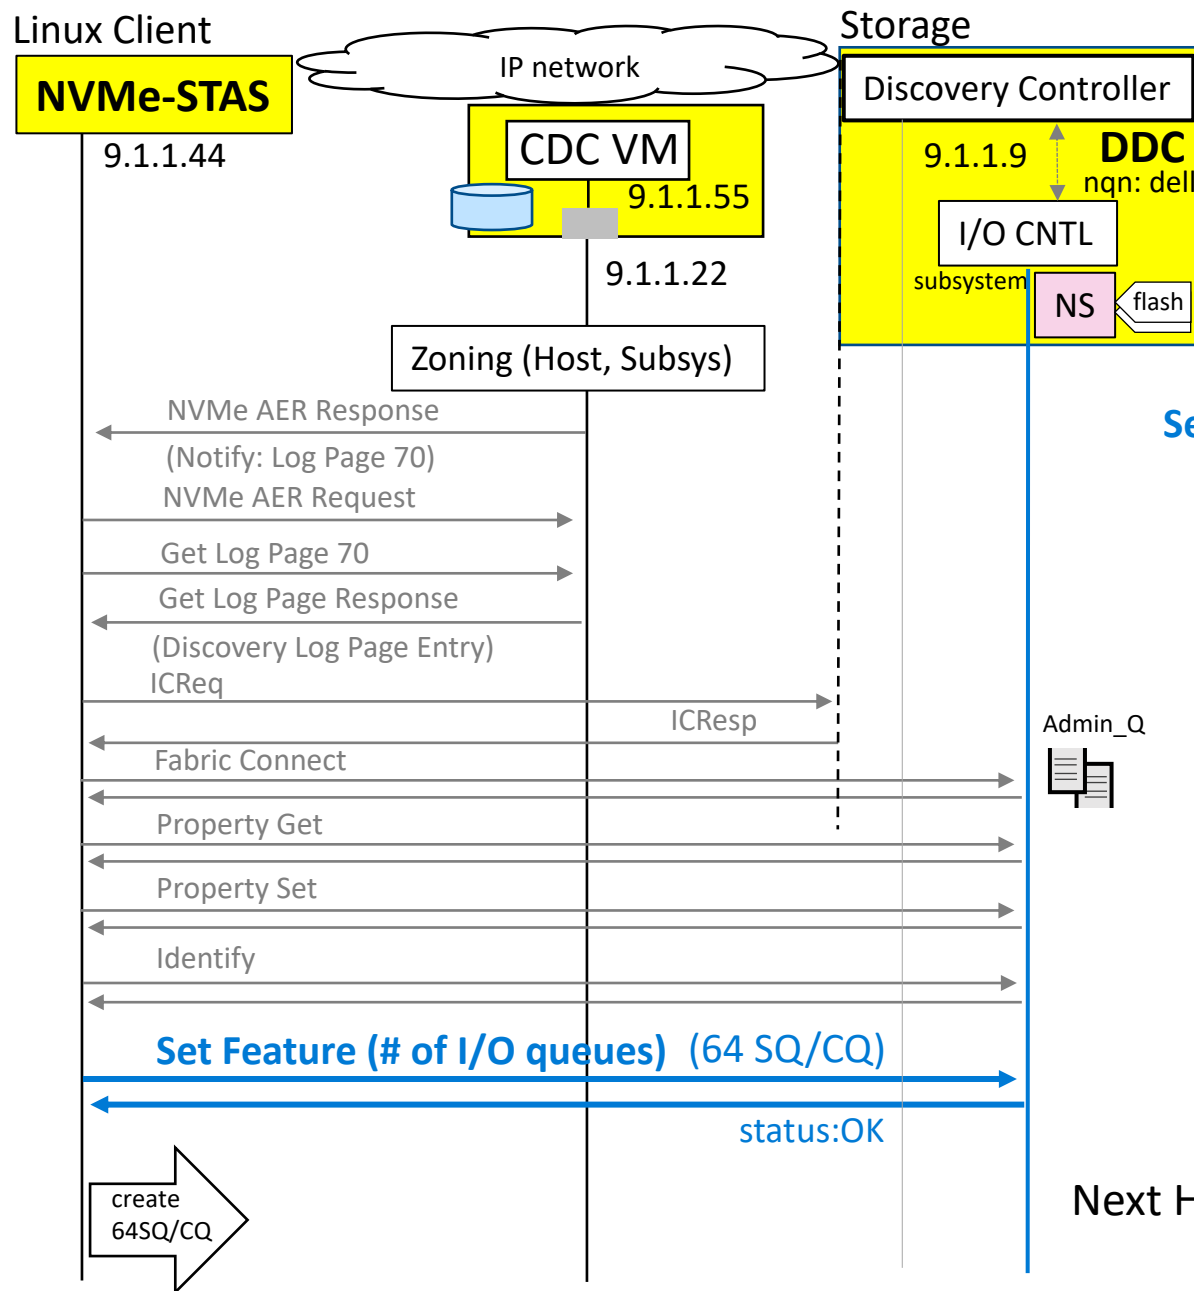 Linux Client
Storage
IP network
NVMe-STAS
Discovery Controller
CDC VM
9.1.1.44
9.1.1.9
DDC
nqn: dell
9.1.1.55
I/O CNTL
9.1.1.22
subsystem
NS
flash
Zoning (Host, Subsys)
NVMe AER Response
(Notify: Log Page 70)
NVMe AER Request
Get Log Page 70
Get Log Page Response
(Discovery Log Page Entry)
ICReq
ICResp
Admin_Q
Fabric Connect
Property Get
Property Set
Identify
Set Feature (# of I/O queues) (64 SQ/CQ)
status:OK
create
64SQ/CQ
Next